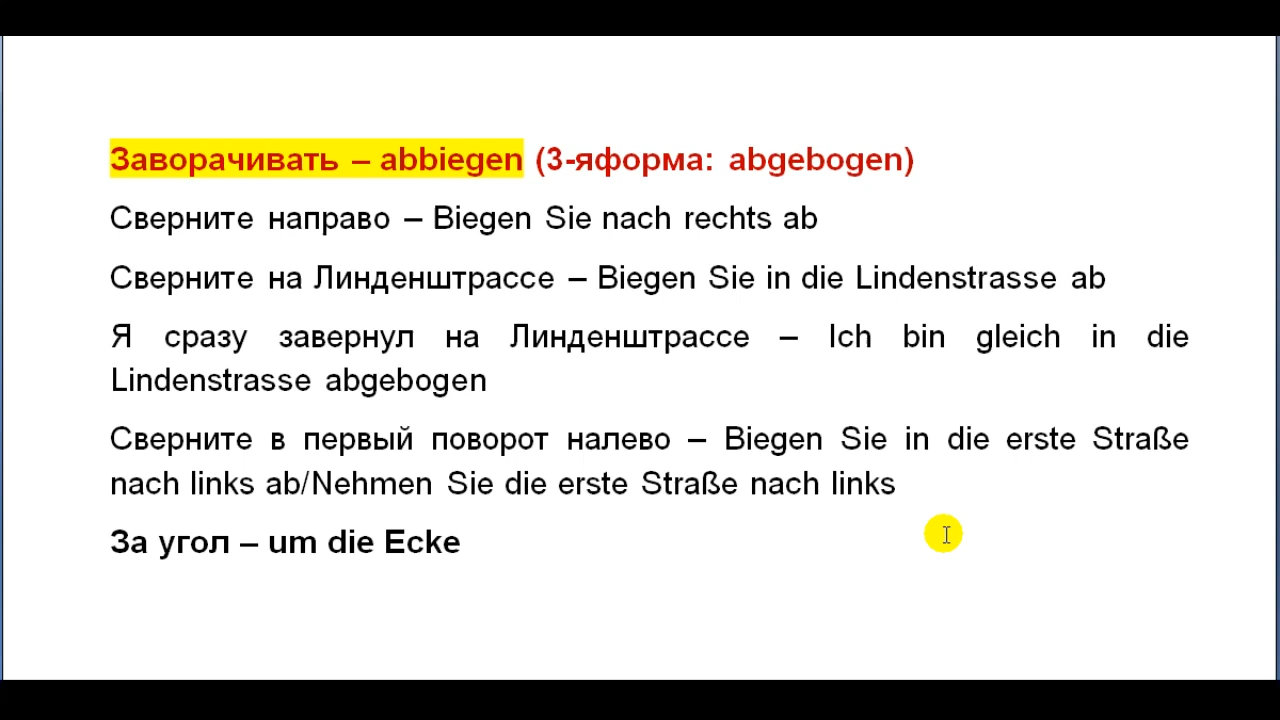 Заворачивать – abbiegen (3-яформа: abgebogen)
Сверните направо – Biegen Sie nach rechts ab
Сверните на Линденштрассе – Biegen Sie in die Lindenstrasse ab
Я сразу завернул на Линденштрассе – Ich bin gleich in die
Lindenstrasse abgebogen
Сверните в первый поворот налево – Biegen Sie in die erste Straße
nach links ab/Nehmen Sie die erste Straße nach links
За угол – um die Ecke